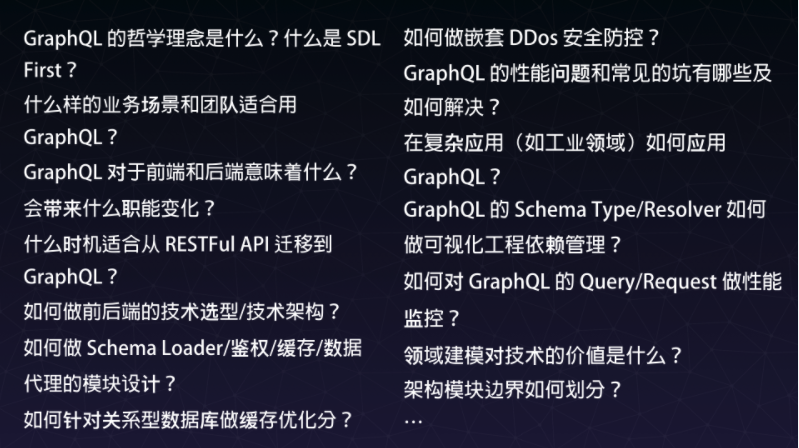 GraphQL 的哲学理念是什么？什么是 SDL
First？
什么样的业务场景和团队适合用
GraphQL？
GraphQL 对于前端和后端意味着什么？
会带来什么职能变化？
什么时机适合从 RESTFul API 迁移到
GraphQL？
如何做前后端的技术选型/技术架构？
如何做 Schema Loader/鉴权/缓存/数据
代理的模块设计？
如何针对关系型数据库做缓存优化分？
如何做嵌套 DDos 安全防控？
GraphQL 的性能问题和常见的坑有哪些及
如何解决？
在复杂应用（如工业领域）如何应用
GraphQL？
GraphQL 的 Schema Type/Resolver 如何
做可视化工程依赖管理？
如何对 GraphQL 的 Query/Request 做性能
监控？
领域建模对技术的价值是什么？
架构模块边界如何划分？
…